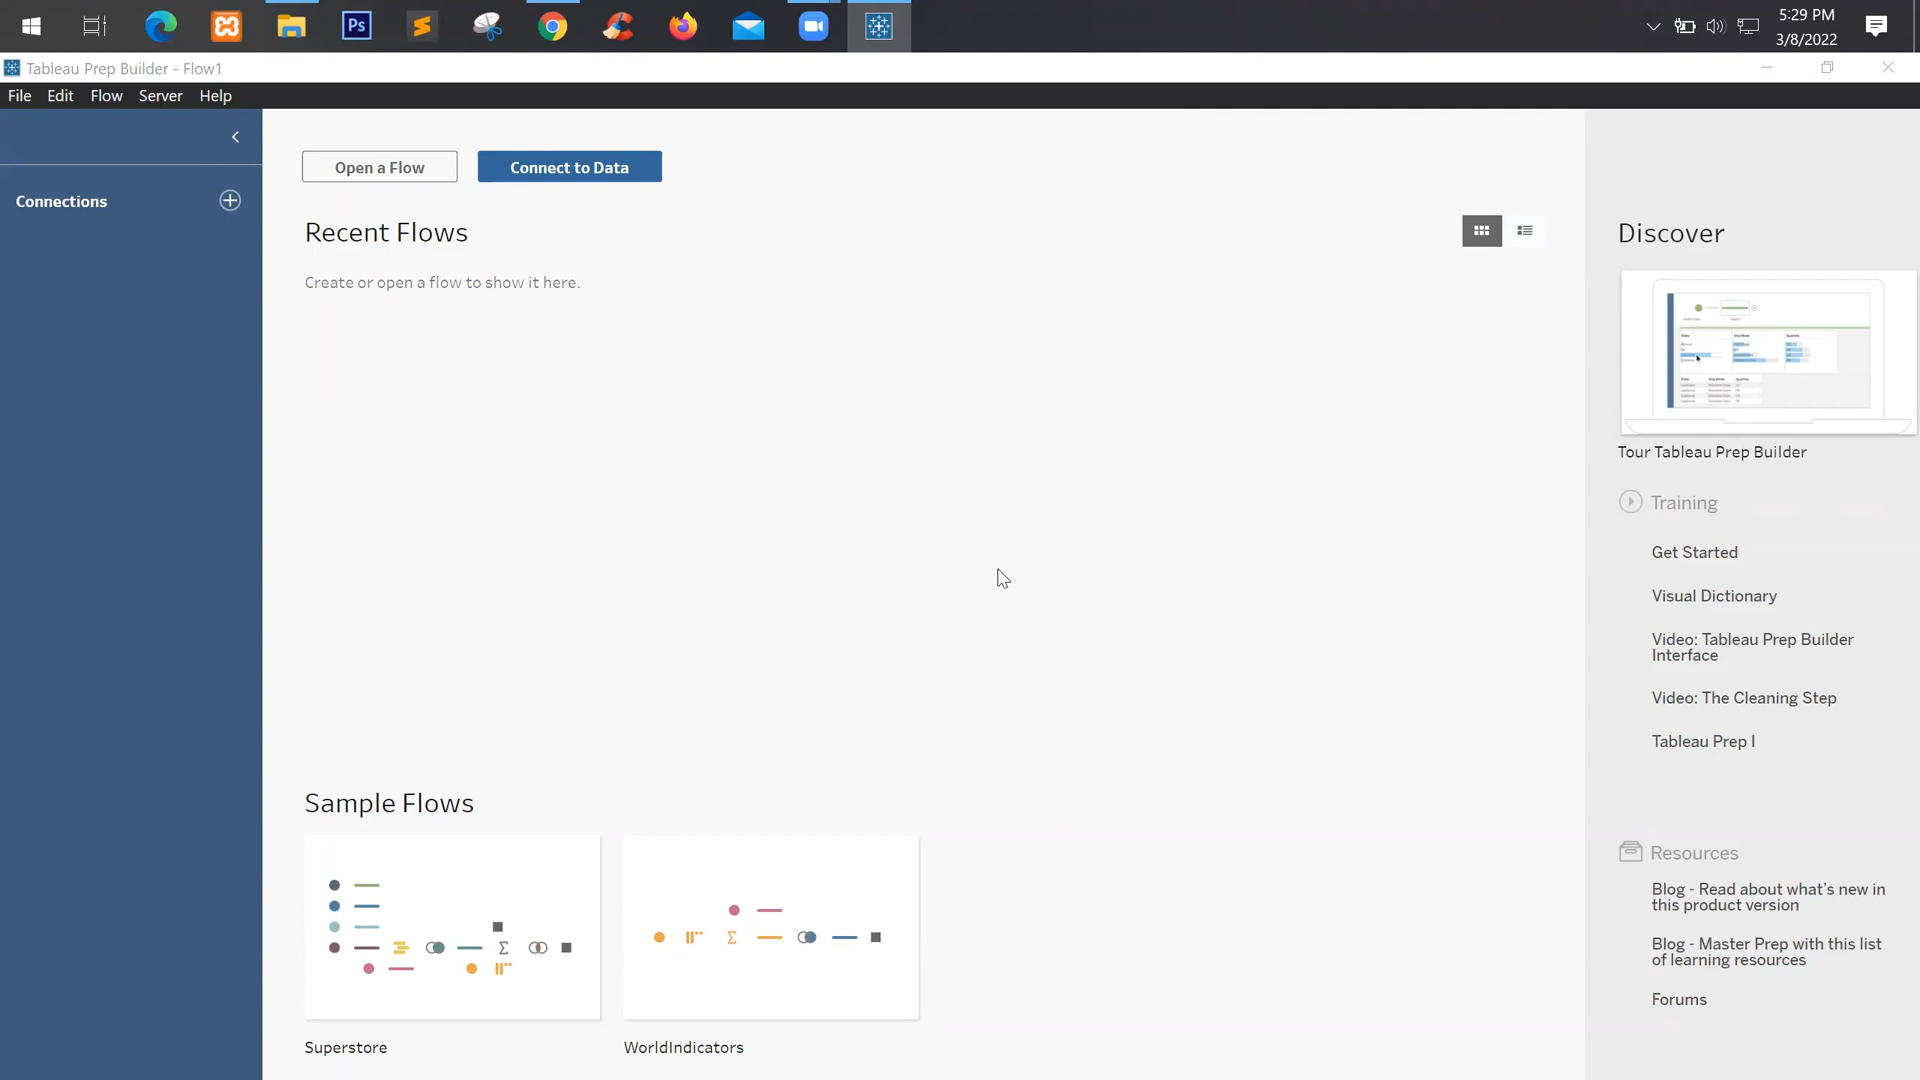 Ps
5:29 PM
3/8/2022
Tableau Prep Builder - Flow1
File Edit Flow Server Help
Open a Flow
Connect to Data
Connections
Recent Flows
Create or open a flow to show it here.
Discover
Tour Tableau Prep Builder
Training
Get Started
Visual Dictionary
Video: Tableau Prep Builder
Interface
Video: The Cleaning Step
Tableau Prep I
Sample Flows
Superstore
WorldIndicators
Resources
Blog - Read about what's new in
this product version
Blog - Master Prep with this list
of learning resources
Forums